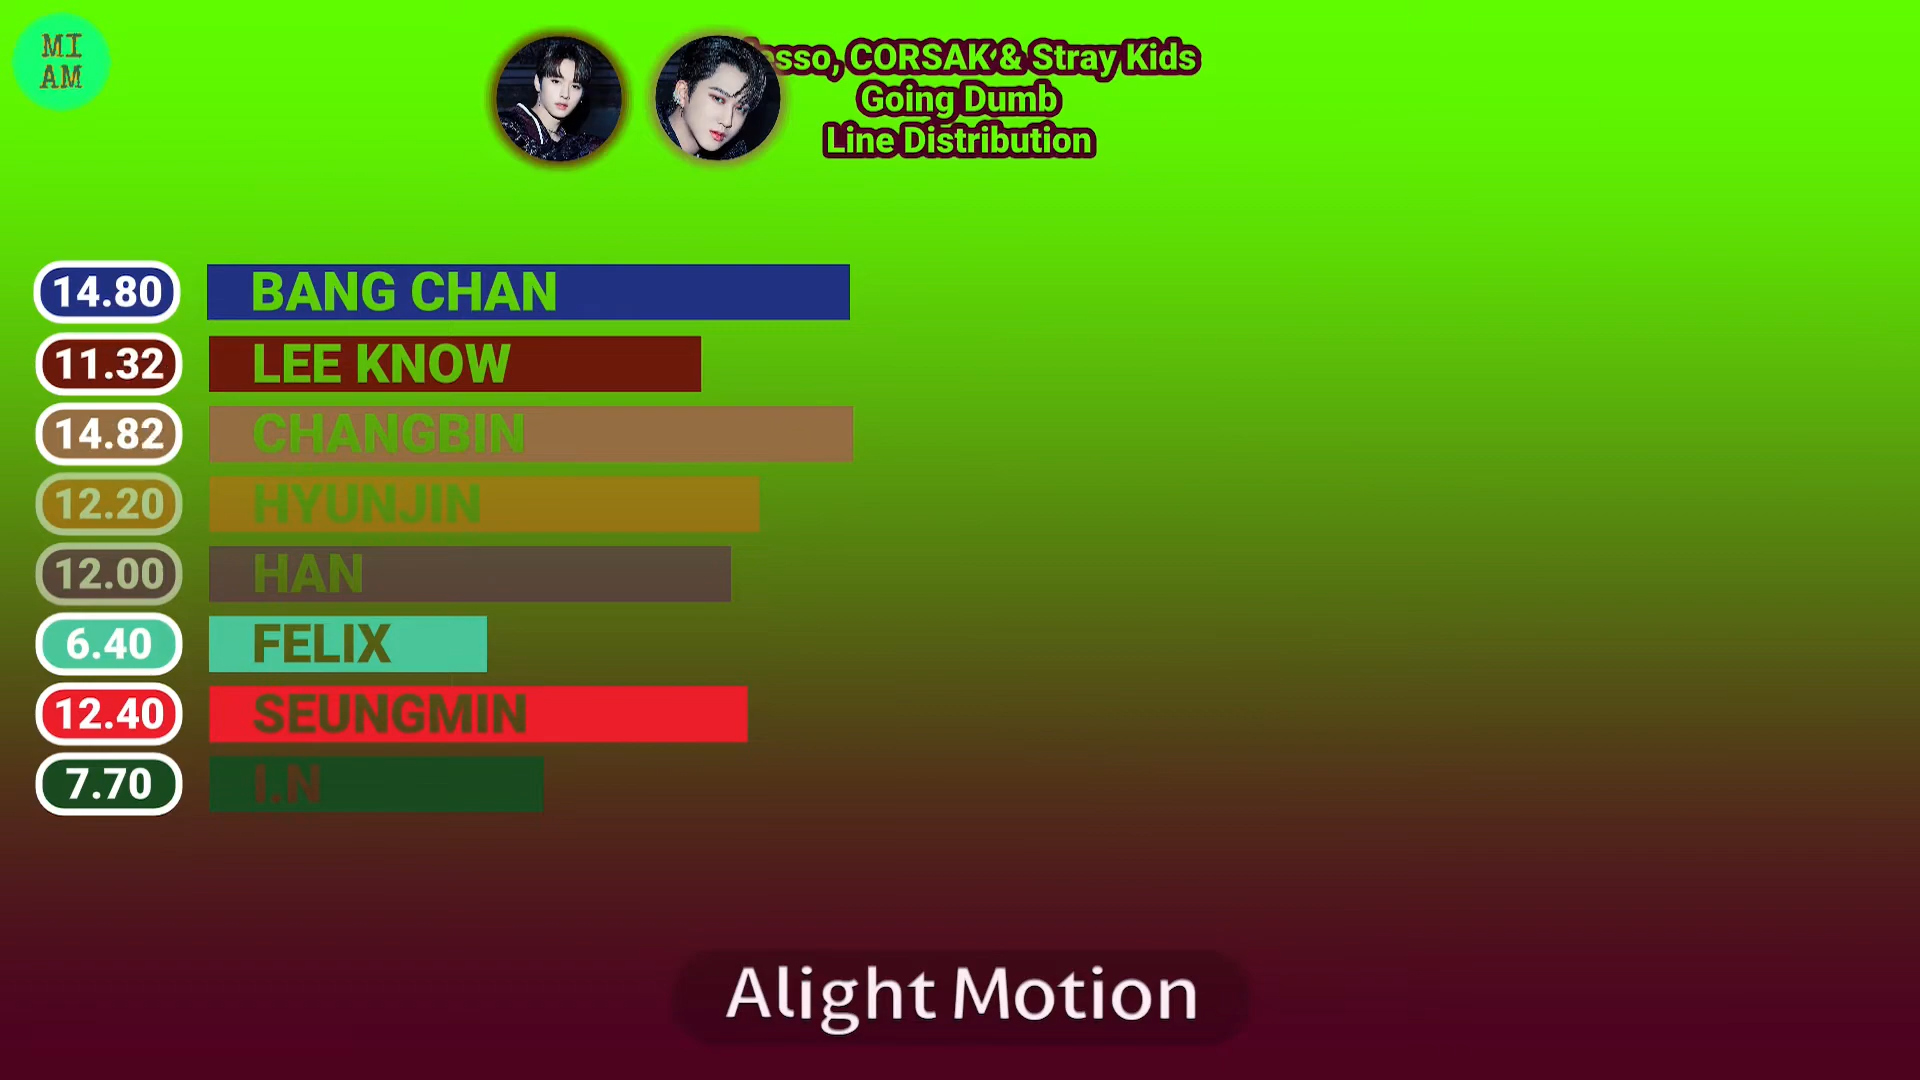 MI
AM
CORSAK & Stray Kids
Going Dumb
Line Distribution
14.80 BANG CHAN
11.32 LEE KNOW
14.82 CHANGBIN
12.20 HYUNJIN
12.00 HAN
6.40 FELIX
12.40 SEUNGMIN
7.70 I.N
Alight Motion